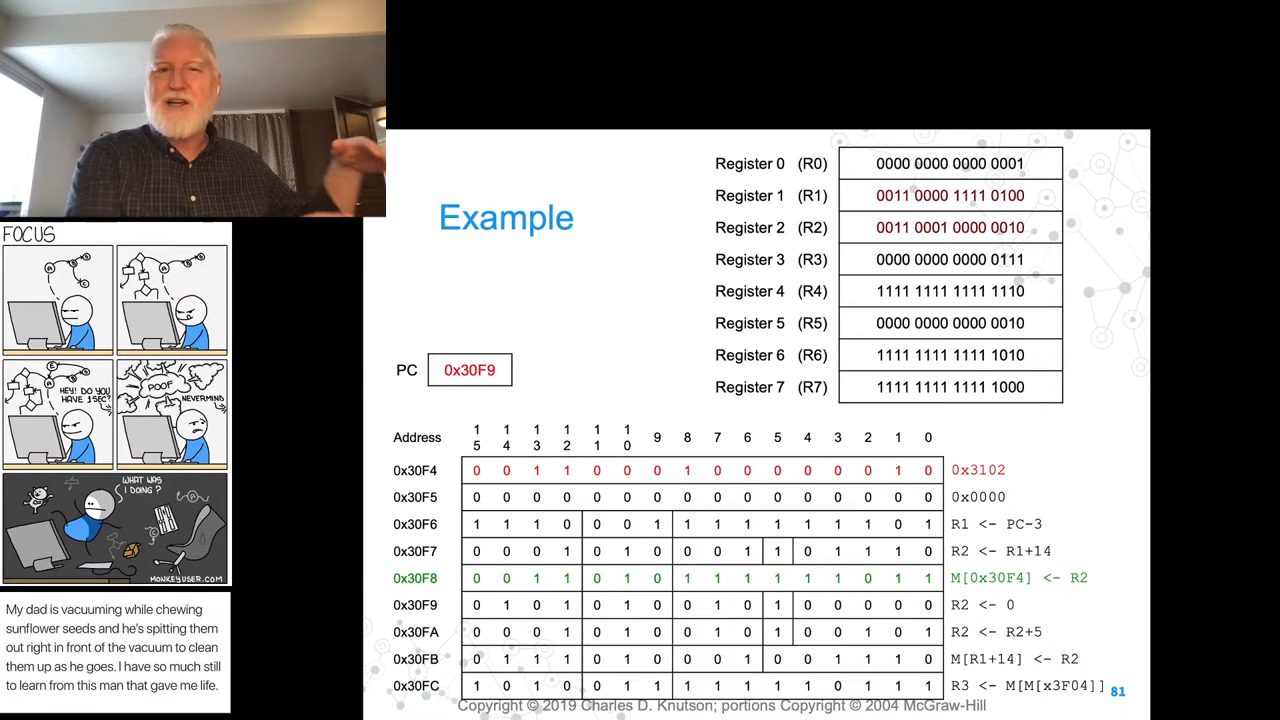 FOCUS
A
B
C
A
B
E
A
B
HEY! DO YOU
HAVE 1 SEC?
POOF
NEVERMIND
WHAT WAS
I DOING?
MONKEYUSER.COM
My dad is vacuuming while chewing
sunflower seeds and he's spitting them
out right in front of the vacuum to clean
them up as he goes. I have so much still
to learn from this man that gave me life.
Example
Register 0 (R0) 0000 0000 0000 0001
Register 1 (R1) 0011 0000 1111 0100
Register 2 (R2) 0011 0001 0000 0010
Register 3 (R3) 0000 0000 0000 0111
Register 4 (R4) 1111 1111 1111 1110
Register 5 (R5) 0000 0000 0000 0010
Register 6 (R6) 1111 1111 1111 1010
Register 7 (R7) 1111 1111 1111 1000
PC 0x30F9
Address 15 14 13 12 11 10 9 8 7 6 5 4 3 2 1 0
0x30F4 0 0 1 1 0 0 0 1 0 0 0 0 0 0 1 0 0x3102
0x30F5 0 0 0 0 0 0 0 0 0 0 0 0 0 0 0 0 0x0000
0x30F6 1 1 1 0 0 0 1 1 1 1 1 1 1 1 0 1 R1 <- PC-3
0x30F7 0 0 0 1 0 1 0 0 0 1 1 0 1 1 1 0 R2 <- R1+14
0x30F8 0 0 1 1 0 1 0 1 1 1 1 1 1 0 1 1 M[0x30F4] <- R2
0x30F9 0 1 0 1 0 1 0 0 1 0 1 0 0 0 0 0 R2 <- 0
0x30FA 0 0 0 1 0 1 0 0 1 0 1 0 0 1 0 1 R2 <- R2+5
0x30FB 0 1 1 1 0 1 0 0 0 1 0 0 1 1 1 0 M[R1+14] <- R2
0x30FC 1 0 1 0 0 1 1 1 1 1 1 1 0 1 1 1 R3 <- M[M[x3F04]]
81
Copyright © 2019 Charles D. Knutson; portions Copyright © 2004 McGraw-Hill